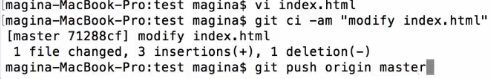 magina-MacBook-Pro:test magina$ vi index.html
magina-MacBook-Pro:test magina$ git ci -am "modify index.html"
[master 71288cf] modify index.html
 1 file changed, 3 insertions(+), 1 deletion(-)
magina-MacBook-Pro:test magina$ git push origin master